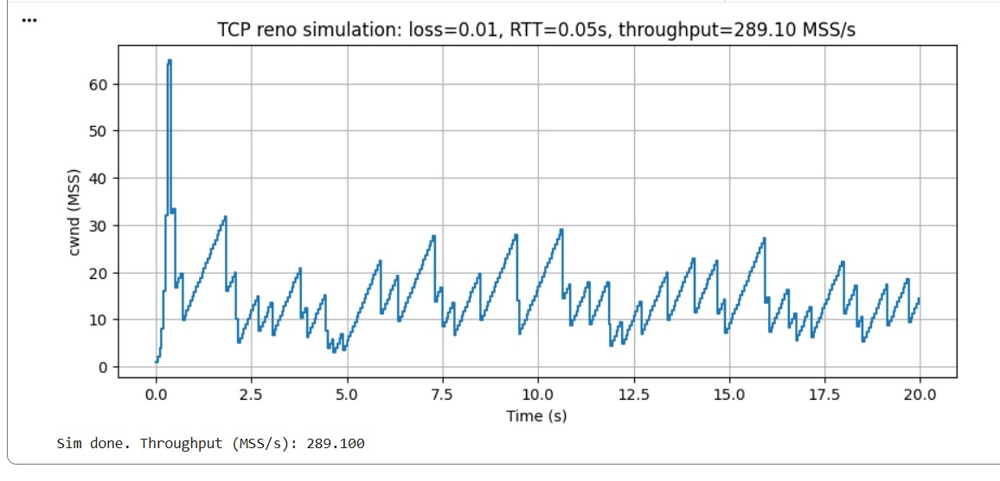 ...
TCP reno simulation: loss=0.01, RTT=0.05s, throughput=289.10 MSS/s
cwnd (MSS)
60
50
40
30
20
10
0
0.0 2.5 5.0 7.5 10.0 12.5 15.0 17.5 20.0
Time (s)
Sim done. Throughput (MSS/s): 289.100